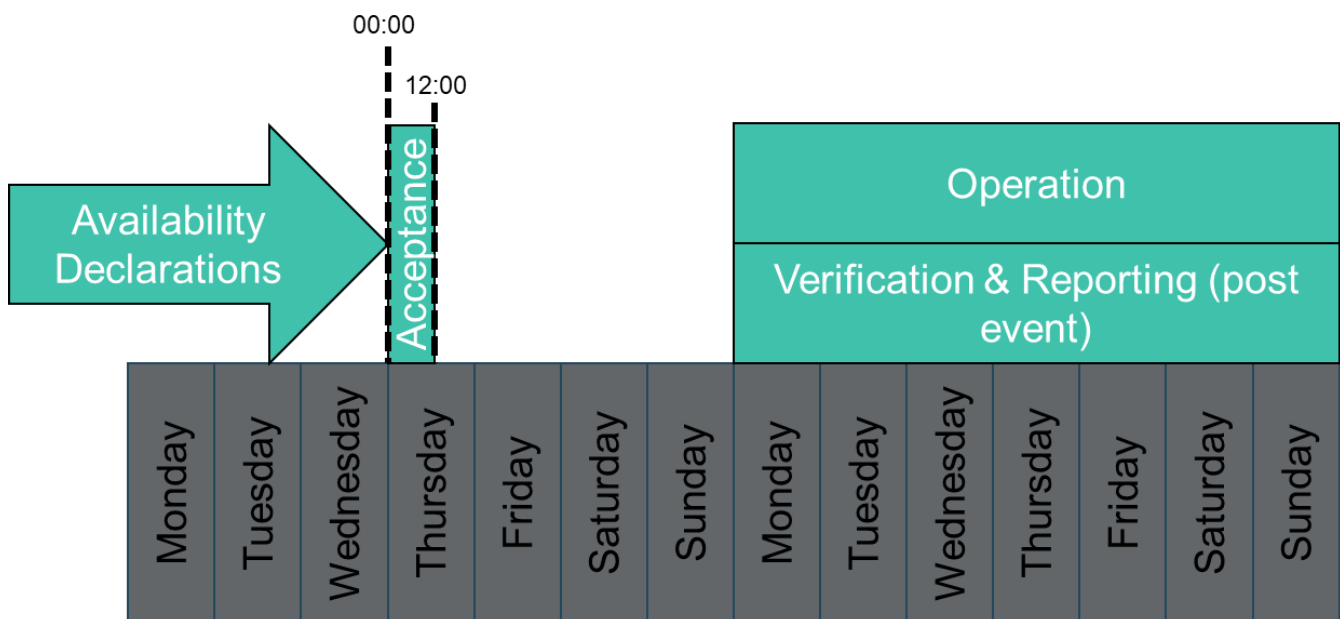 00:00
12:00
Availability
Declarations
Acceptance
Operation
Verification & Reporting (post
event)
Monday
Tuesday
Wednesday
Thursday
Friday
Saturday
Sunday
Monday
Tuesday
Wednesday
Thursday
Friday
Saturday
Sunday